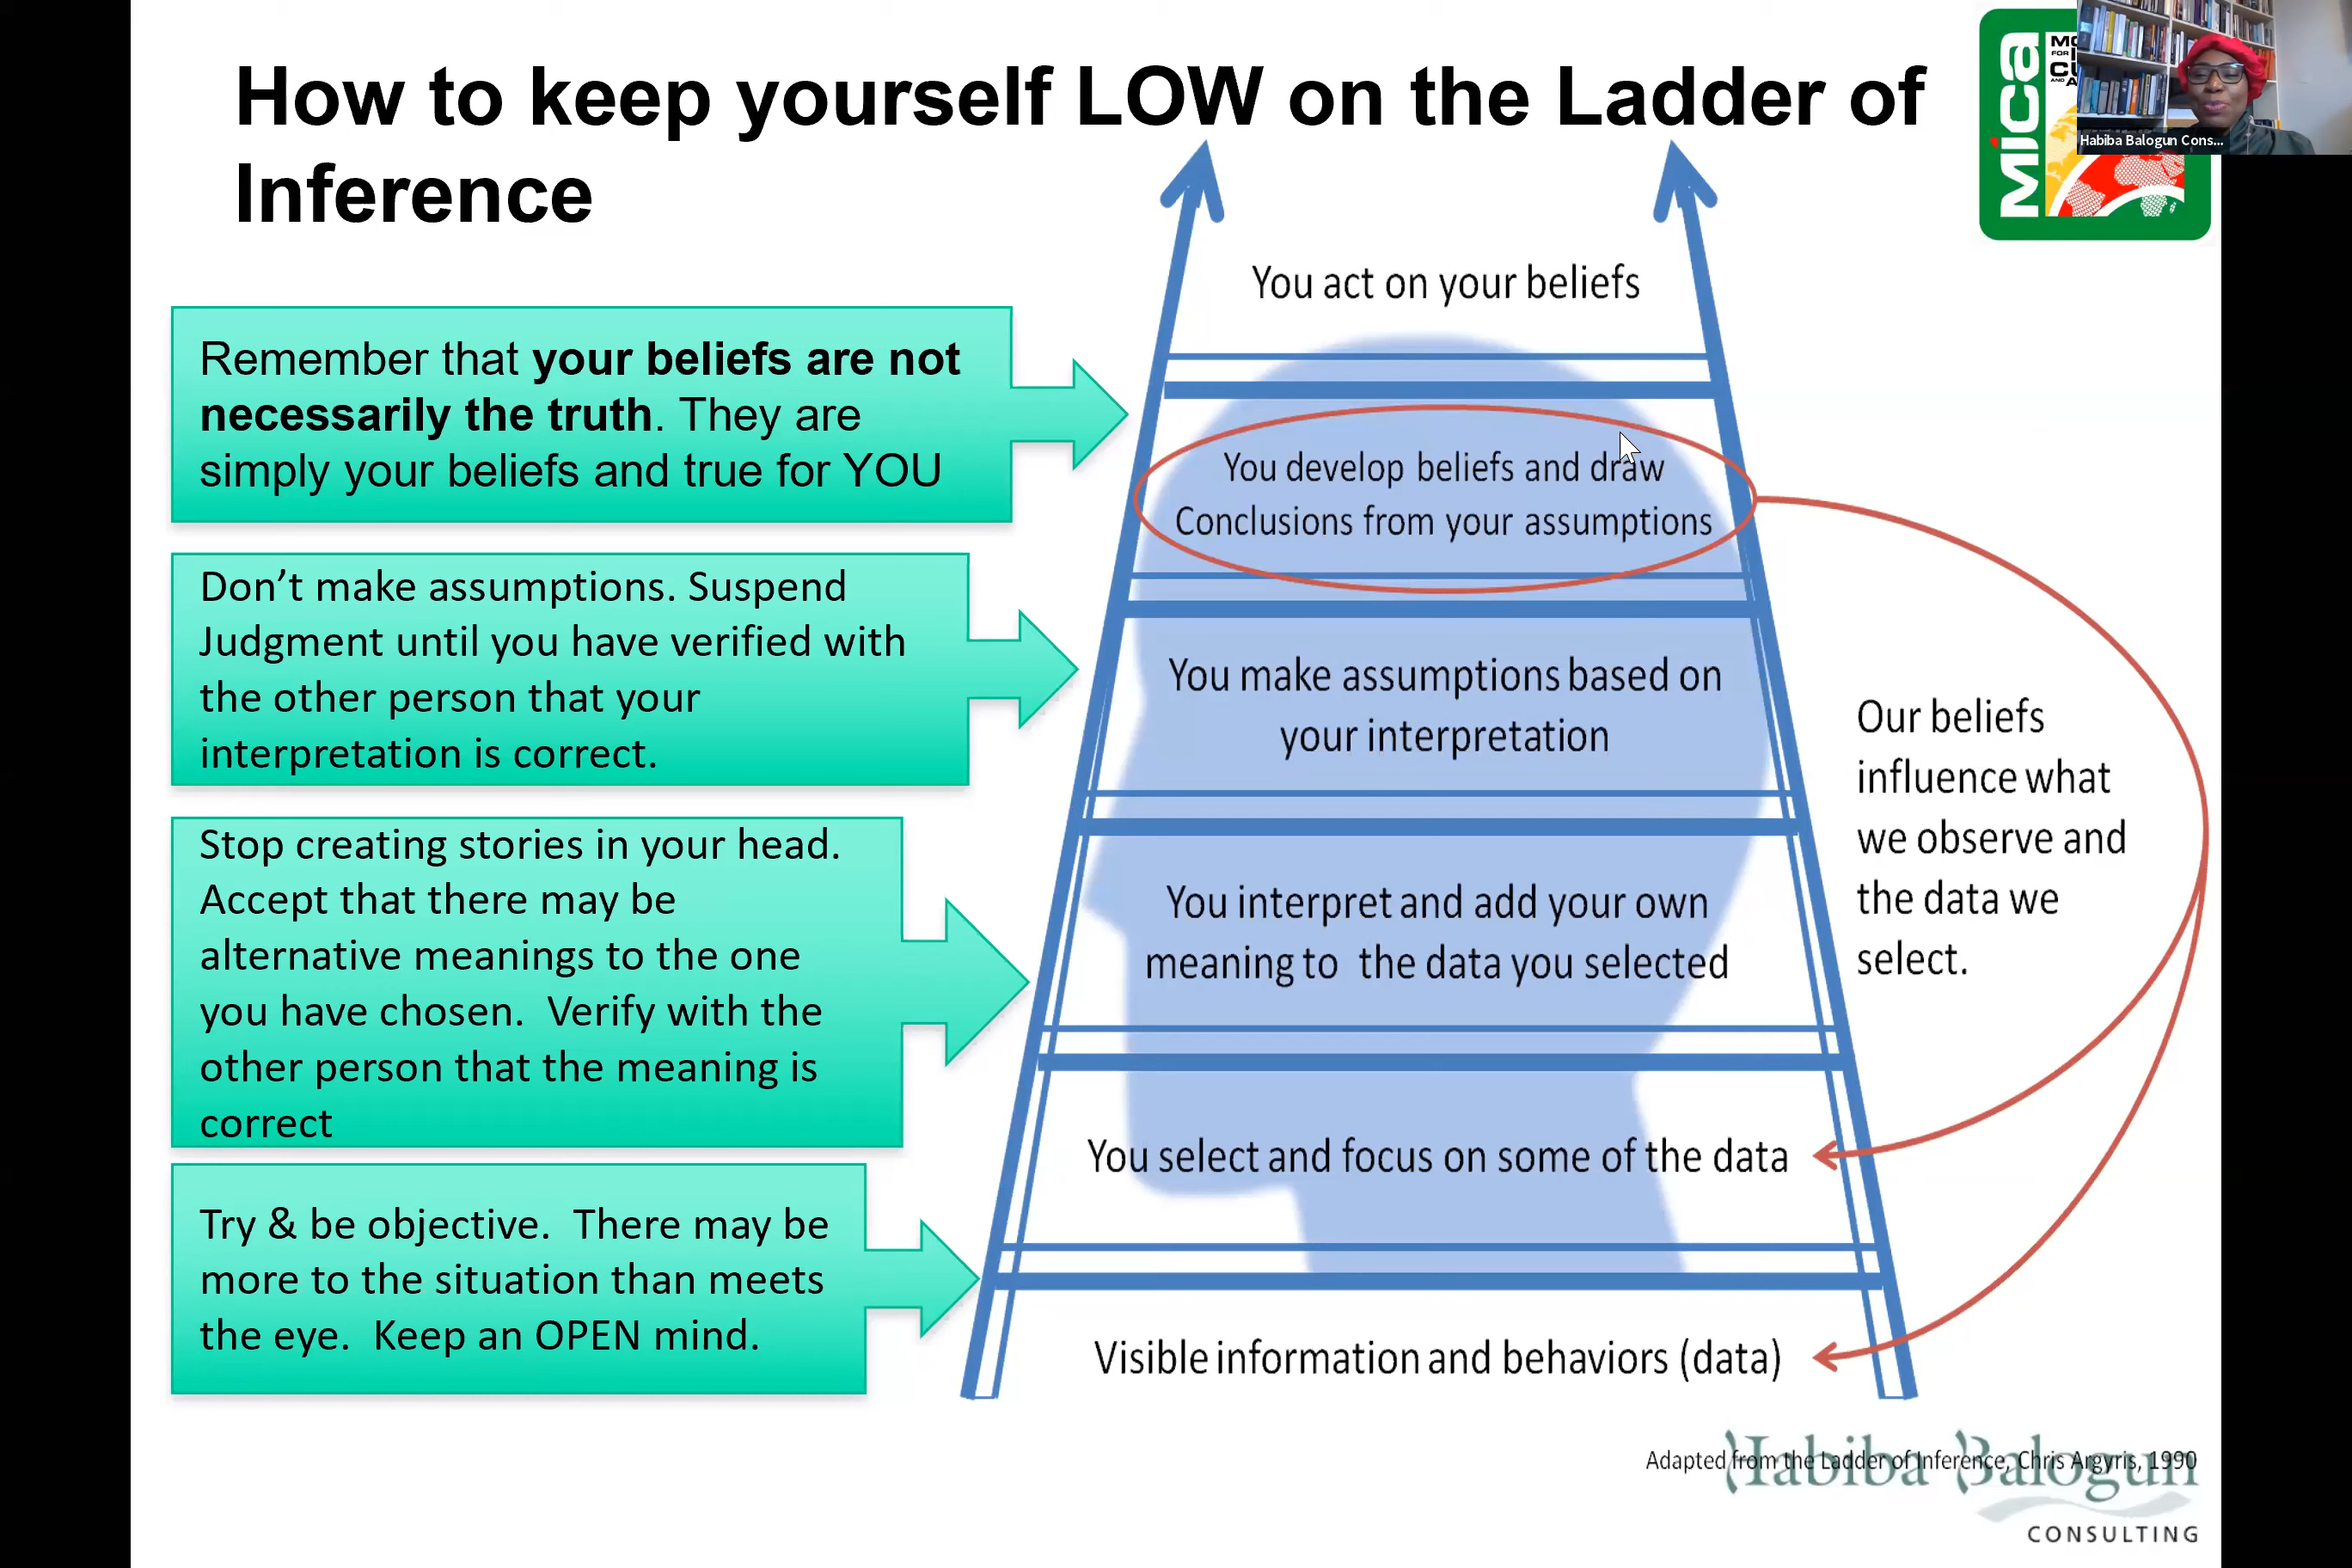 How to keep yourself LOW on the Ladder of
Inference
mica
Habiba Balogun Cons...
You act on your beliefs
Remember that your beliefs are not
necessarily the truth. They are
simply your beliefs and true for YOU
You develop beliefs and draw
Conclusions from your assumptions
Don’t make assumptions. Suspend
Judgment until you have verified with
the other person that your
interpretation is correct.
You make assumptions based on
your interpretation
Stop creating stories in your head.
Accept that there may be
alternative meanings to the one
you have chosen.  Verify with the
other person that the meaning is
correct
You interpret and add your own
meaning to  the data you selected
Our beliefs
influence what
we observe and
the data we
select.
You select and focus on some of the data
Try & be objective.  There may be
more to the situation than meets
the eye.  Keep an OPEN mind.
Visible information and behaviors (data)
Adapted from the Ladder of Inference, Chris Argyris, 1990
Habiba Balogun
CONSULTING